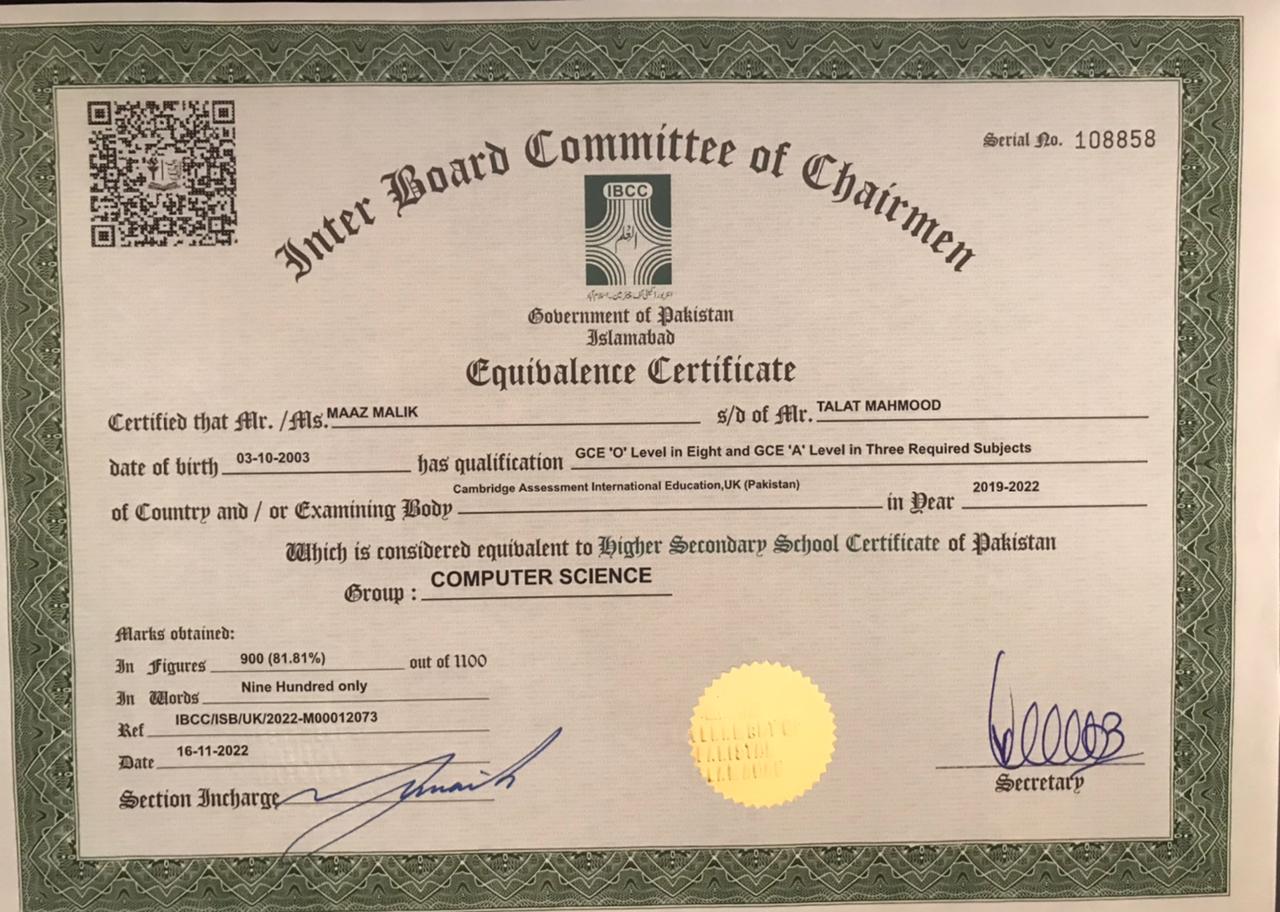 Serial No. 108858
Inter Board Committee of Chairmen
IBCC
Government of Pakistan
Islamabad
Equivalence Certificate
Certified that Mr. /Ms. MAAZ MALIK s/d of Mr. TALAT MAHMOOD
date of birth 03-10-2003 has qualification GCE 'O' Level in Eight and GCE 'A' Level in Three Required Subjects
of Country and / or Examining Body Cambridge Assessment International Education,UK (Pakistan) in Year 2019-2022
Which is considered equivalent to Higher Secondary School Certificate of Pakistan
Group : COMPUTER SCIENCE
Marks obtained:
In Figures 900 (81.81%) out of 1100
In Words Nine Hundred only
Ref IBCC/ISB/UK/2022-M00012073
Date 16-11-2022
Section Incharge
Secretary